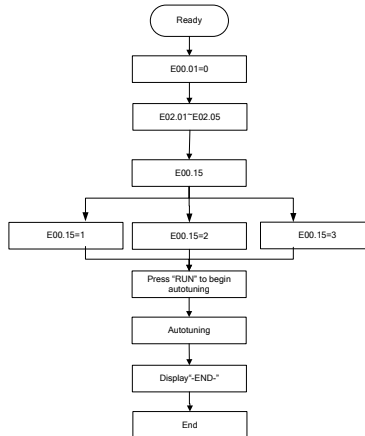 Ready
E00.01=0
E02.01~E02.05
E00.15
E00.15=1
E00.15=2
E00.15=3
Press “RUN” to begin
autotuning
Autotuning
Display“-END-”
End